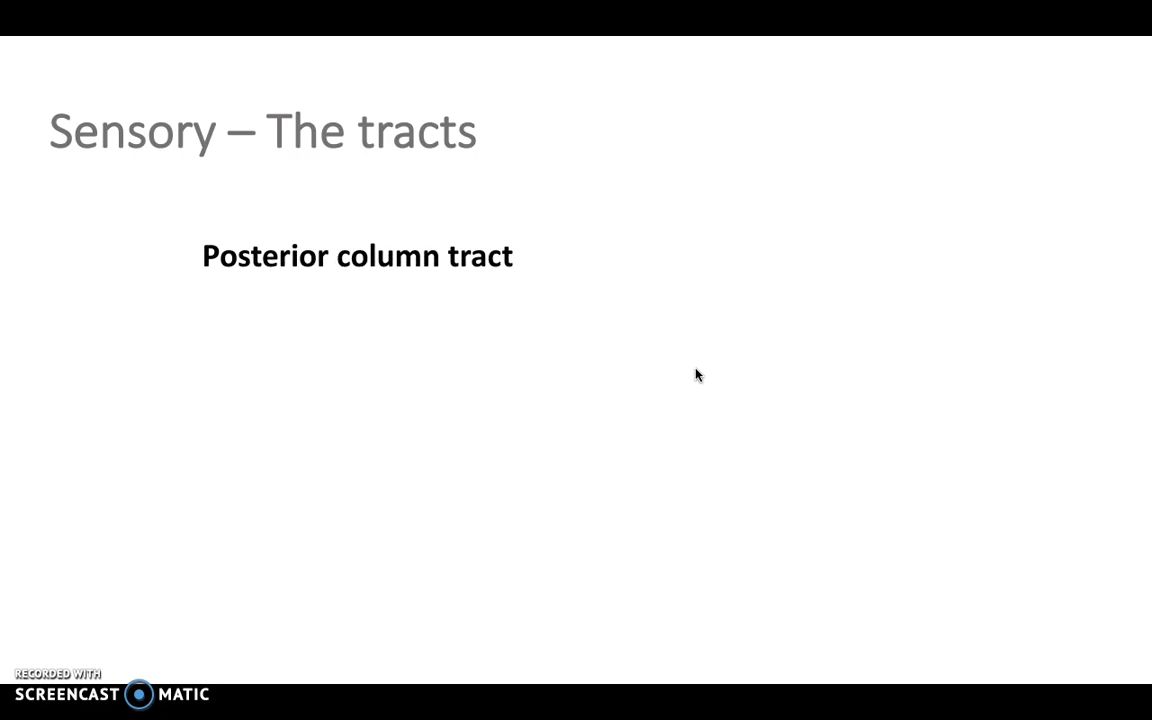 Sensory – The tracts
Posterior column tract
RECORDED WITH
SCREENCAST MATIC